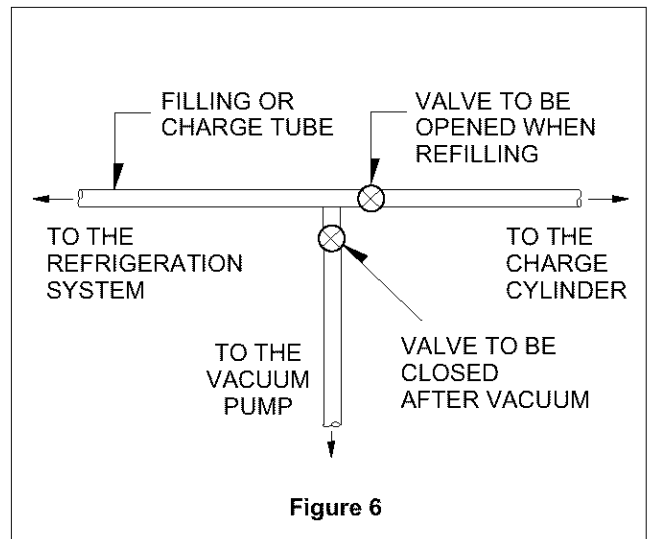 FILLING OR
CHARGE TUBE
VALVE TO BE
OPENED WHEN
REFILLING
TO THE
REFRIGERATION
SYSTEM
TO THE
CHARGE
CYLINDER
TO THE
VACUUM
PUMP
VALVE TO BE
CLOSED
AFTER VACUUM
Figure 6